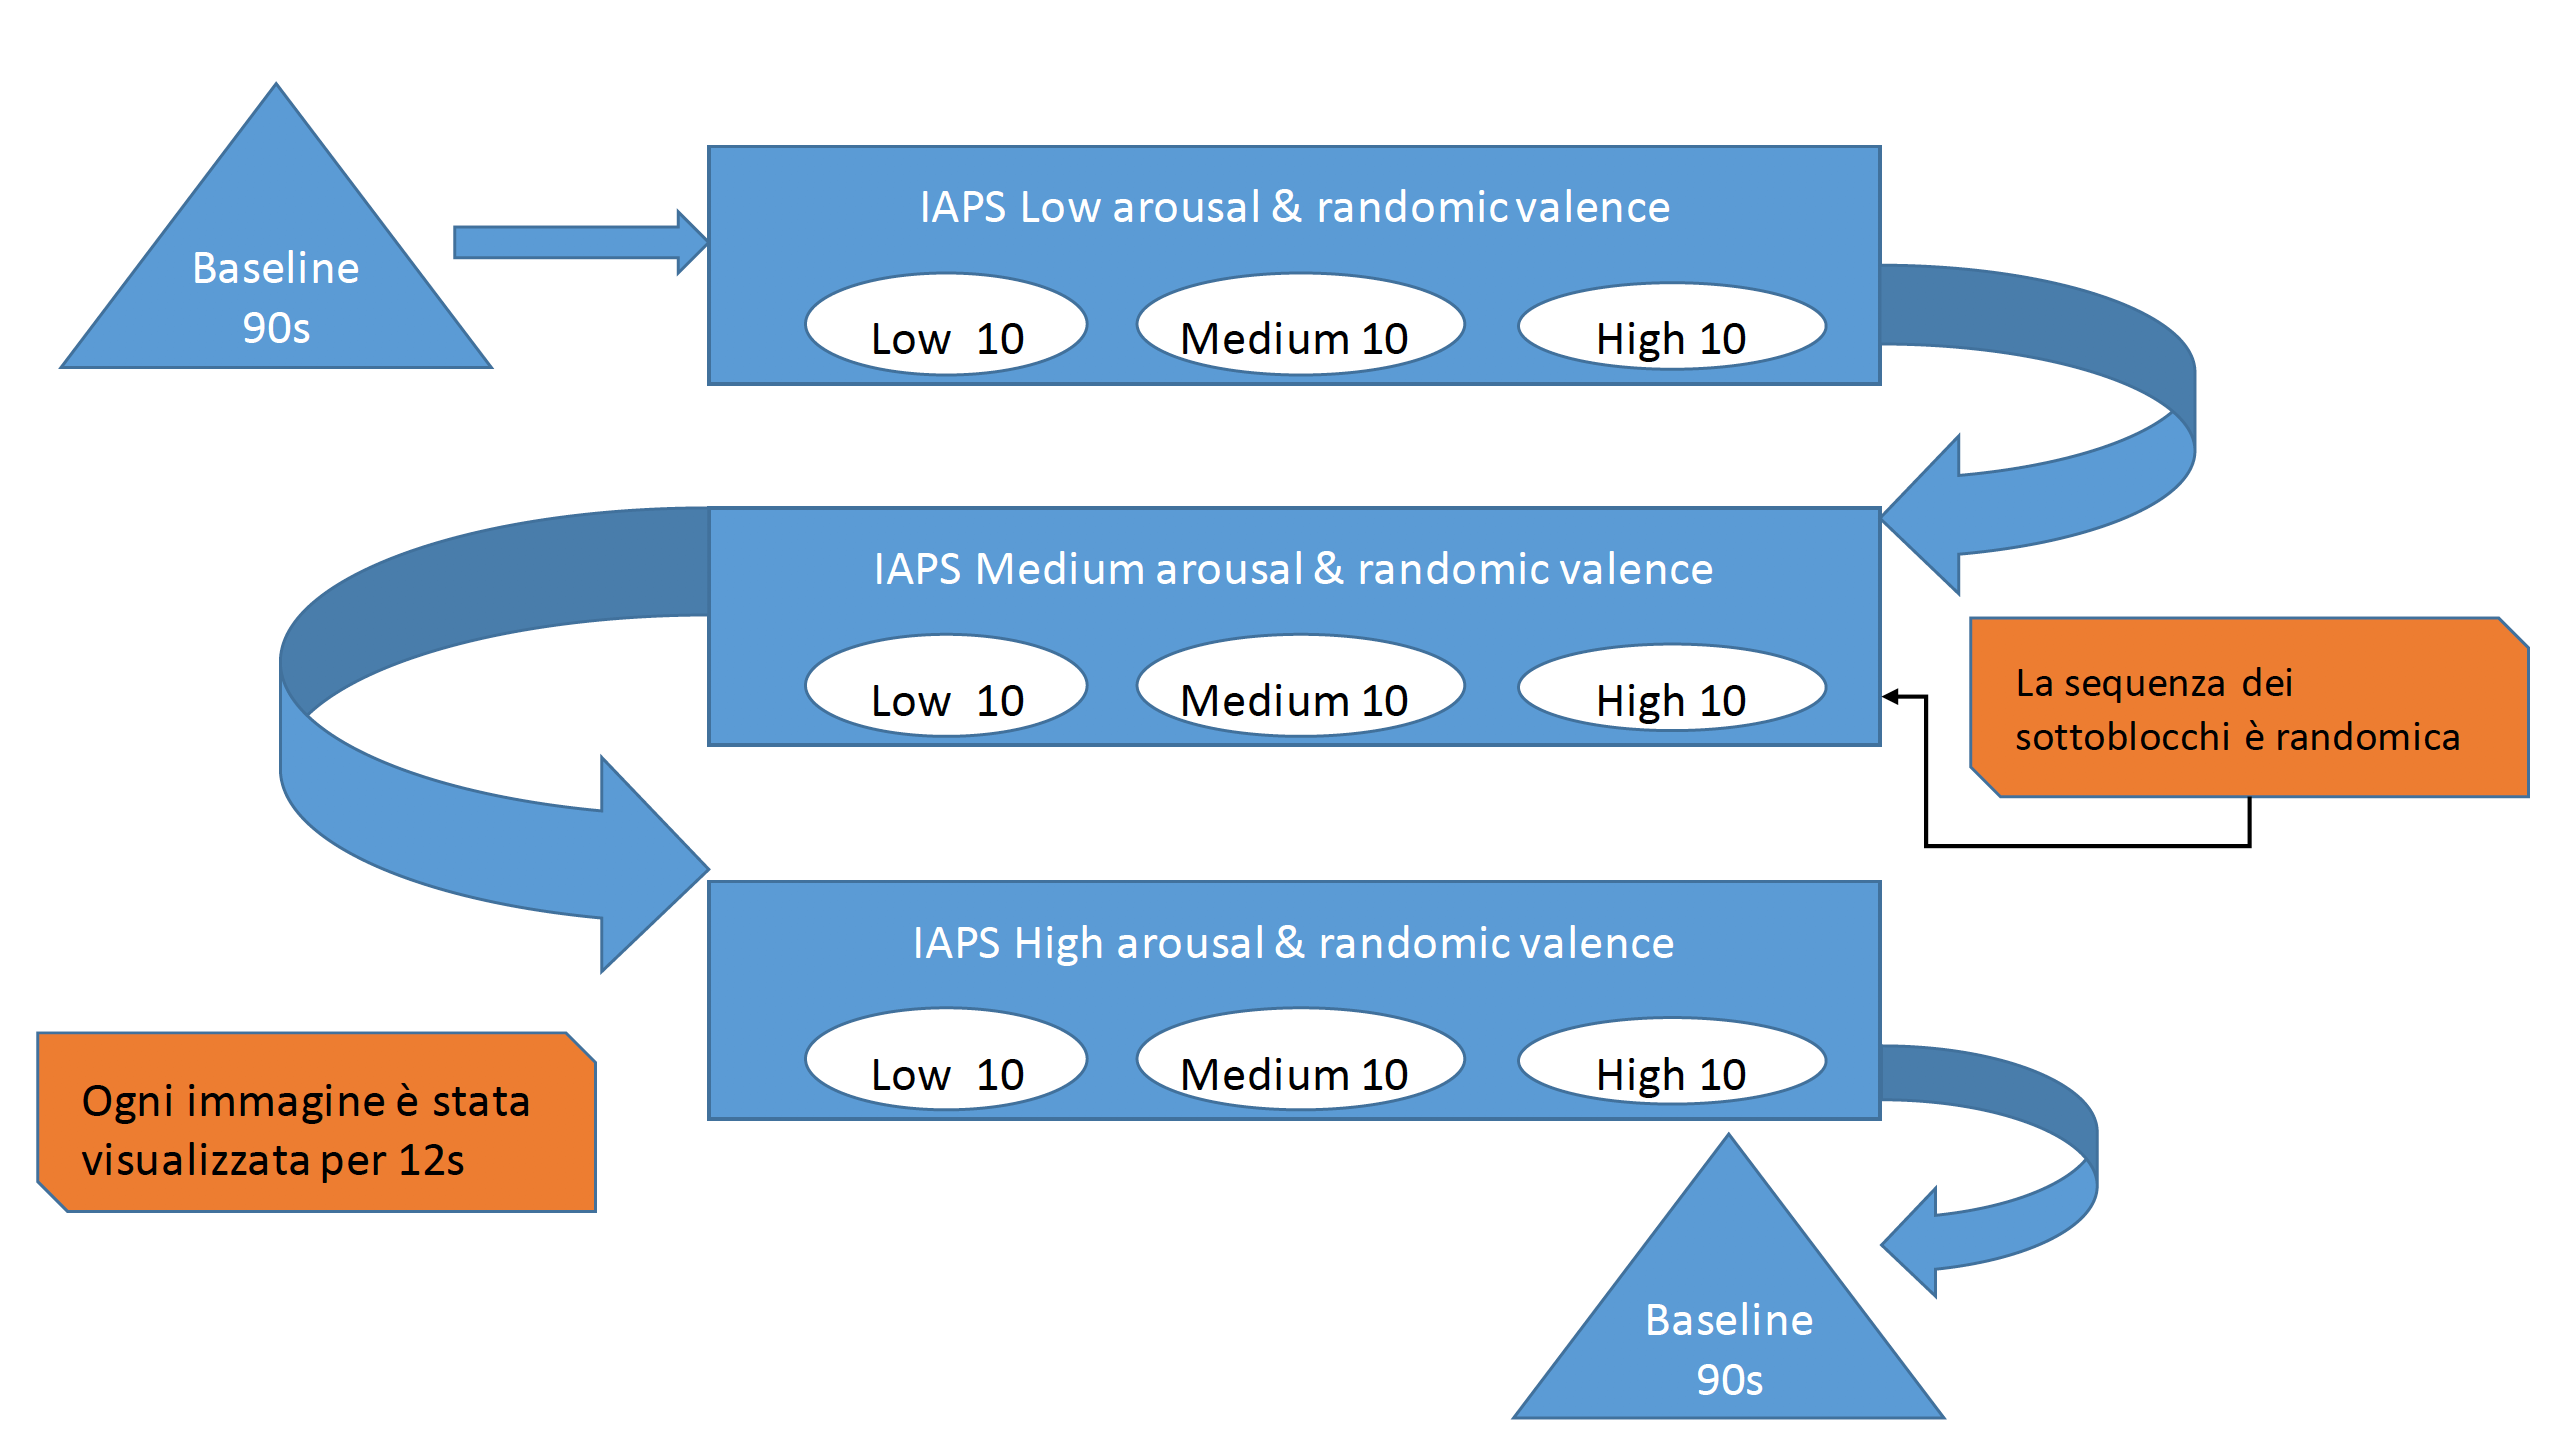 Baseline
90s
IAPS Low arousal & randomic valence
Low 10
Medium 10
High 10
IAPS Medium arousal & randomic valence
Low 10
Medium 10
High 10
La sequenza dei
sottoblocchi è randomica
IAPS High arousal & randomic valence
Low 10
Medium 10
High 10
Ogni immagine è stata
visualizzata per 12s
Baseline
90s